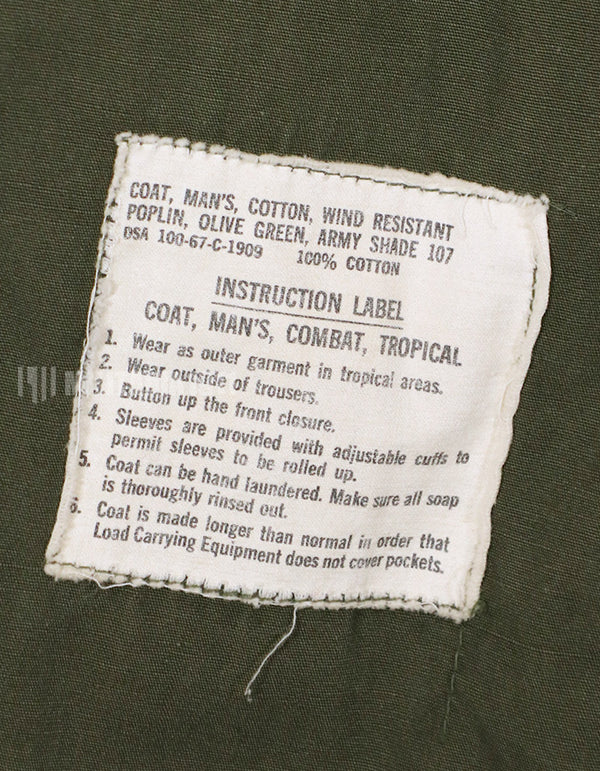 COAT, MAN'S, COTTON, WIND RESISTANT
POPLIN, OLIVE GREEN, ARMY SHADE 107
DSA 100-67-C-1909 100% COTTON
INSTRUCTION LABEL
COAT, MAN'S, COMBAT, TROPICAL
1. Wear as outer garment in tropical areas.
2. Wear outside of trousers.
3. Button up the front closure.
4. Sleeves are provided with adjustable cuffs to
permit sleeves to be rolled up.
5. Coat can be hand laundered. Make sure all soap
is thoroughly rinsed out.
6. Coat is made longer than normal in order that
Load Carrying Equipment does not cover pockets.